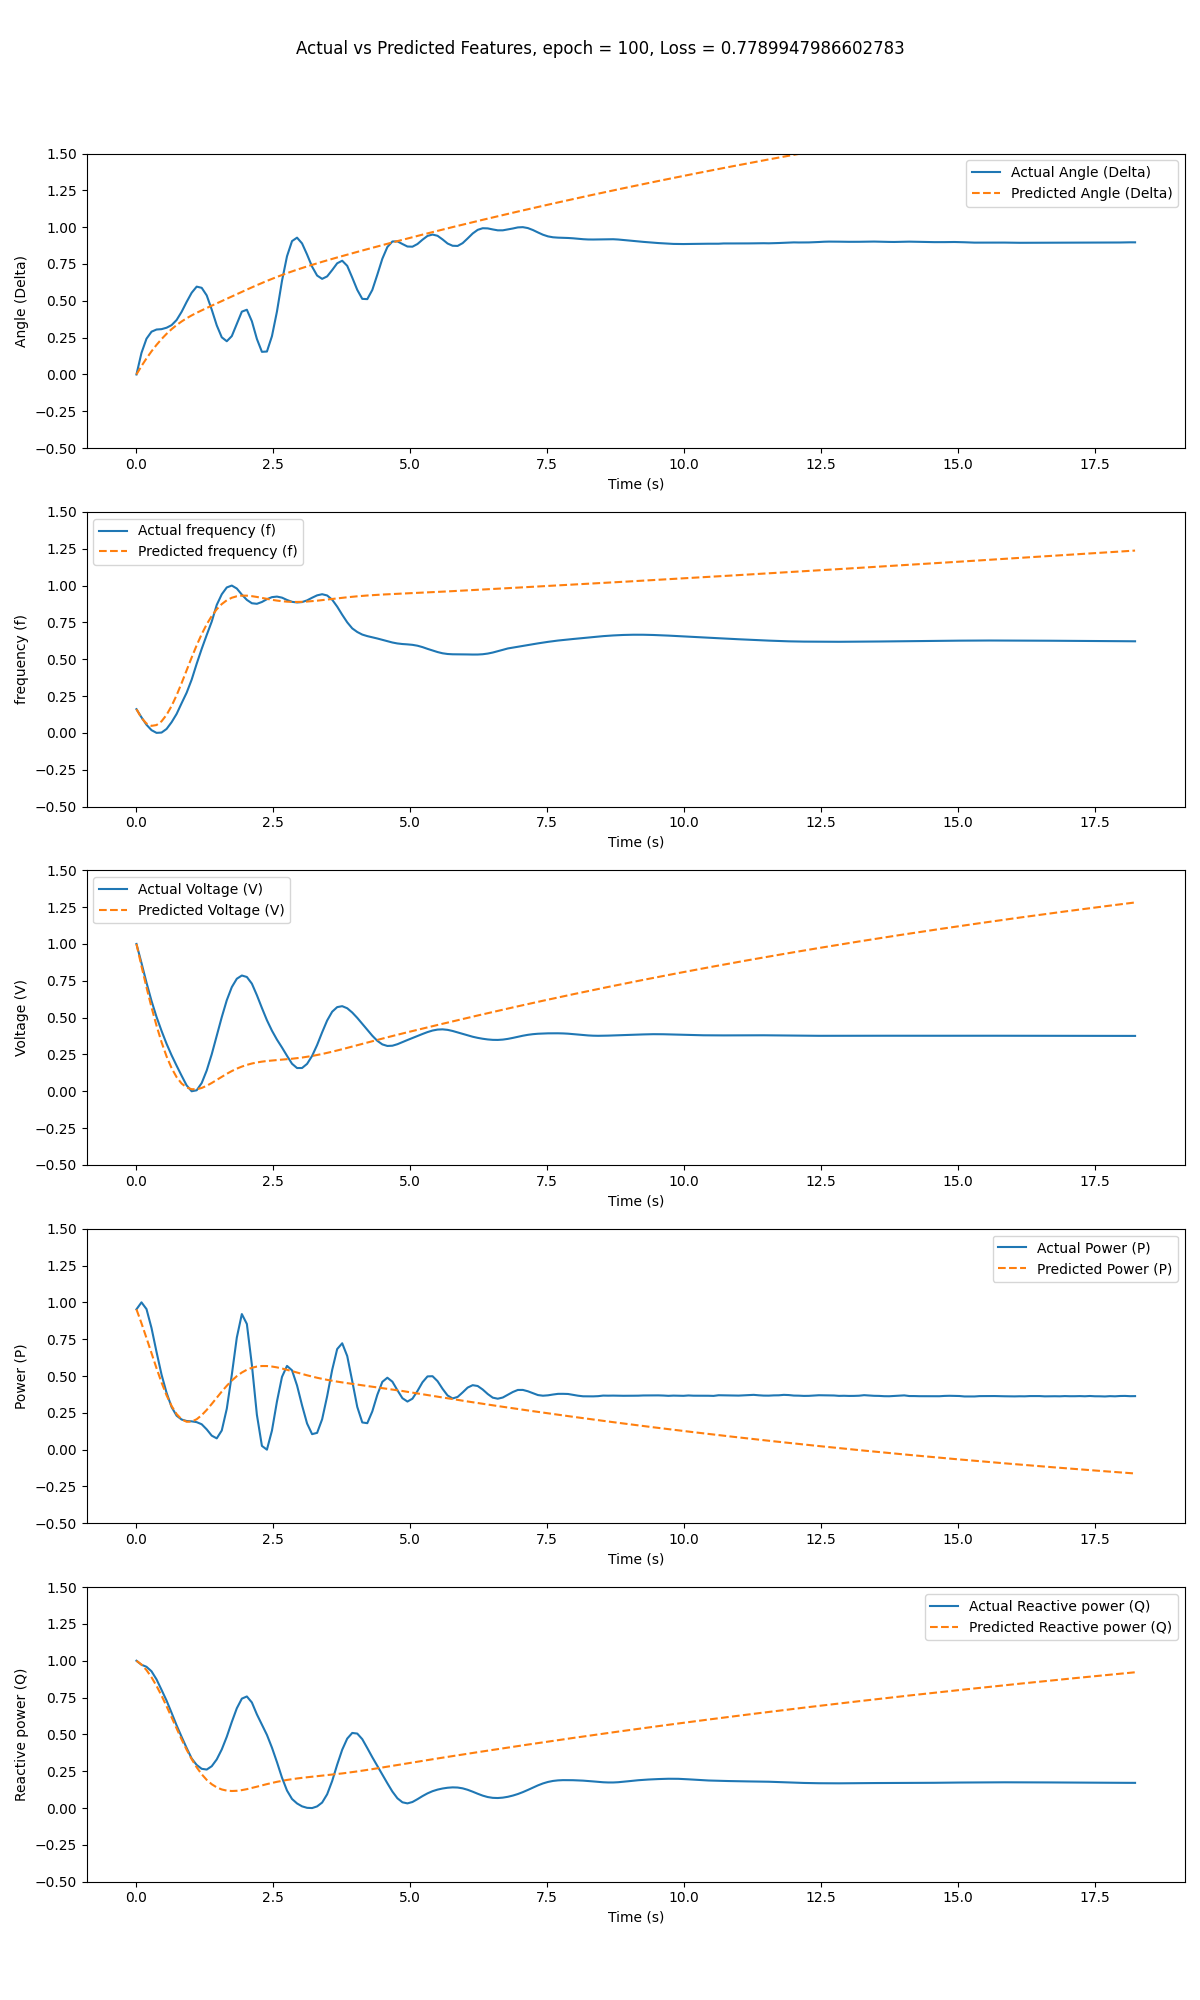 Actual vs Predicted Features, epoch = 100, Loss = 0.7789947986602783
1.50
1.25
1.00
0.75
0.50
0.25
0.00
−0.25
−0.50
Angle (Delta)
Actual Angle (Delta)
Predicted Angle (Delta)
0.0 2.5 5.0 7.5 10.0 12.5 15.0 17.5
Time (s)
1.50
1.25
1.00
0.75
0.50
0.25
0.00
−0.25
−0.50
frequency (f)
Actual frequency (f)
Predicted frequency (f)
0.0 2.5 5.0 7.5 10.0 12.5 15.0 17.5
Time (s)
1.50
1.25
1.00
0.75
0.50
0.25
0.00
−0.25
−0.50
Voltage (V)
Actual Voltage (V)
Predicted Voltage (V)
0.0 2.5 5.0 7.5 10.0 12.5 15.0 17.5
Time (s)
1.50
1.25
1.00
0.75
0.50
0.25
0.00
−0.25
−0.50
Power (P)
Actual Power (P)
Predicted Power (P)
0.0 2.5 5.0 7.5 10.0 12.5 15.0 17.5
Time (s)
1.50
1.25
1.00
0.75
0.50
0.25
0.00
−0.25
−0.50
Reactive power (Q)
Actual Reactive power (Q)
Predicted Reactive power (Q)
0.0 2.5 5.0 7.5 10.0 12.5 15.0 17.5
Time (s)